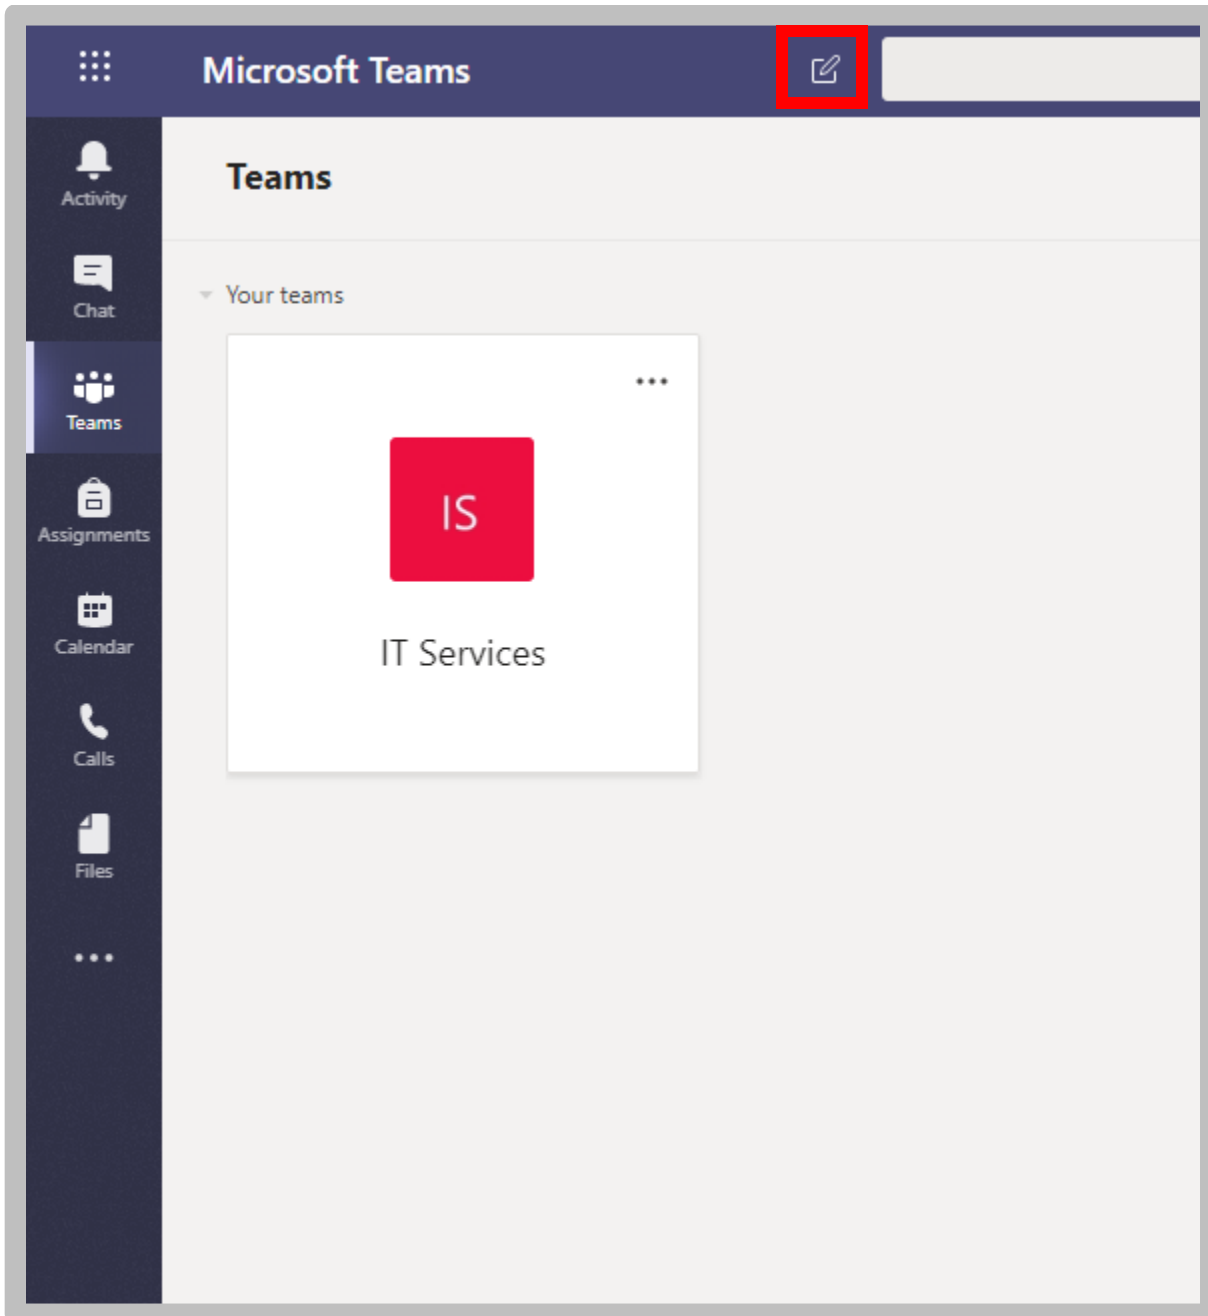 Microsoft Teams
Activity
Chat
Teams
Assignments
Calendar
Calls
Files
Teams
Your teams
IS
IT Services